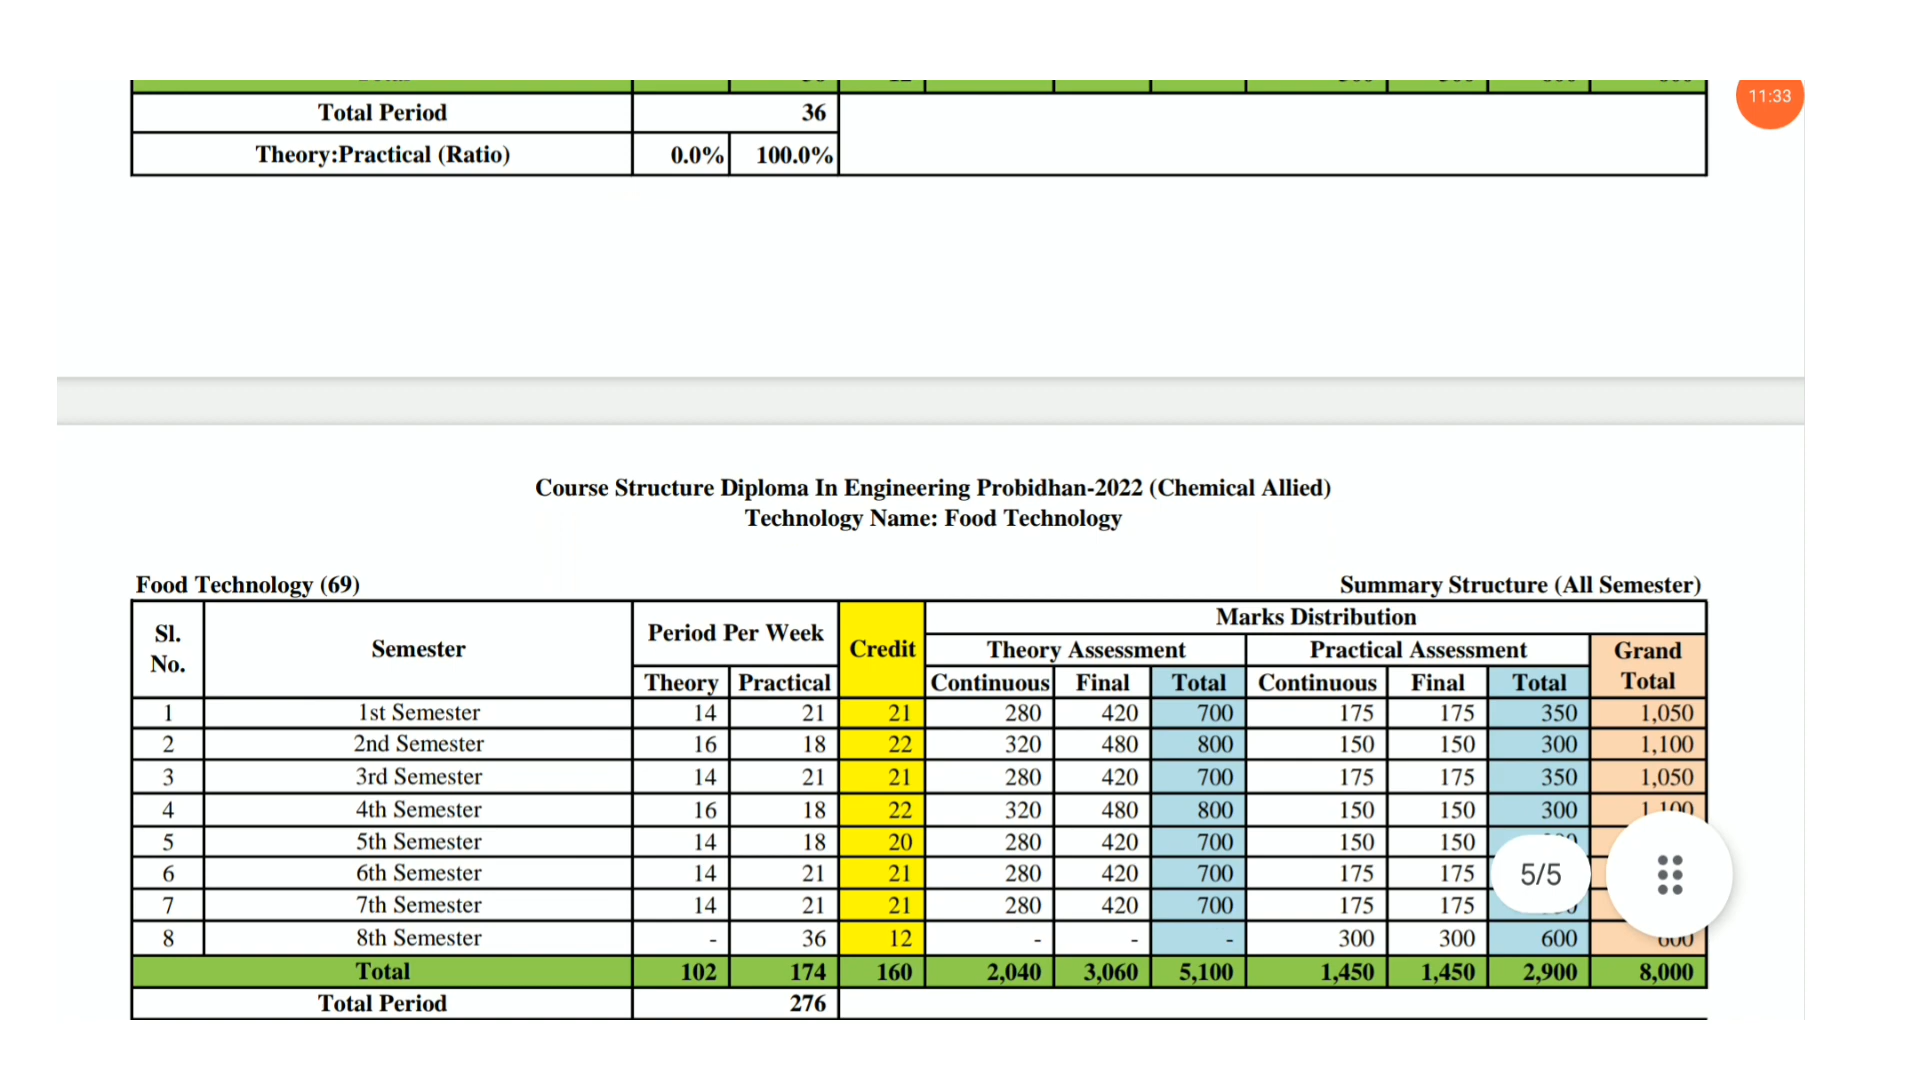 11:33
Total Period 36
Theory:Practical (Ratio) 0.0% 100.0%
Course Structure Diploma In Engineering Probidhan-2022 (Chemical Allied)
Technology Name: Food Technology
Food Technology (69) Summary Structure (All Semester)
Sl. No. Semester Period Per Week Credit Marks Distribution
Theory Assessment Practical Assessment Grand Total
Theory Practical Continuous Final Total Continuous Final Total
1 1st Semester 14 21 21 280 420 700 175 175 350 1,050
2 2nd Semester 16 18 22 320 480 800 150 150 300 1,100
3 3rd Semester 14 21 21 280 420 700 175 175 350 1,050
4 4th Semester 16 18 22 320 480 800 150 150 300 1,100
5 5th Semester 14 18 20 280 420 700 150 150
6 6th Semester 14 21 21 280 420 700 175 175
5/5
7 7th Semester 14 21 21 280 420 700 175 175
8 8th Semester - 36 12 - - - 300 300 600 600
Total 102 174 160 2,040 3,060 5,100 1,450 1,450 2,900 8,000
Total Period 276